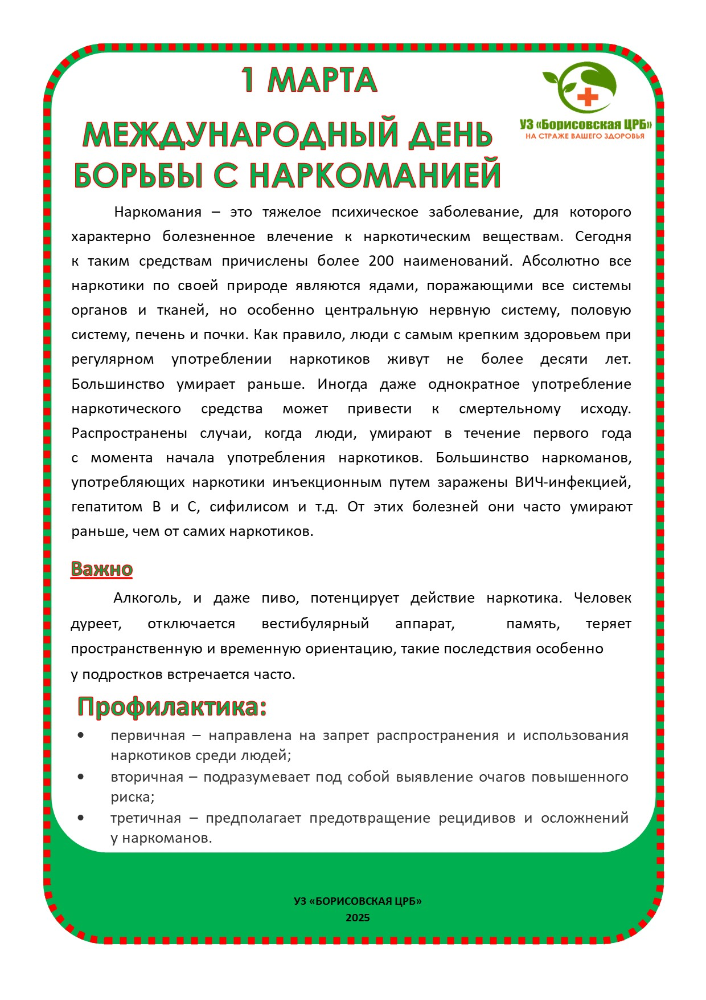 1 МАРТА
УЗ «Борисовская ЦРБ»
НА СТРАЖЕ ВАШЕГО ЗДОРОВЬЯ
МЕЖДУНАРОДНЫЙ ДЕНЬ
БОРЬБЫ С НАРКОМАНИЕЙ
Наркомания – это тяжелое психическое заболевание, для которого
характерно болезненное влечение к наркотическим веществам. Сегодня
к таким средствам причислены более 200 наименований. Абсолютно все
наркотики по своей природе являются ядами, поражающими все системы
органов и тканей, но особенно центральную нервную систему, половую
систему, печень и почки. Как правило, люди с самым крепким здоровьем при
регулярном употреблении наркотиков живут не более десяти лет.
Большинство умирает раньше. Иногда даже однократное употребление
наркотического средства может привести к смертельному исходу.
Распространены случаи, когда люди, умирают в течение первого года
с момента начала употребления наркотиков. Большинство наркоманов,
употребляющих наркотики инъекционным путем заражены ВИЧ-инфекцией,
гепатитом В и С, сифилисом и т.д. От этих болезней они часто умирают
раньше, чем от самих наркотиков.
Важно
Алкоголь, и даже пиво, потенцирует действие наркотика. Человек
дуреет, отключается вестибулярный аппарат, память, теряет
пространственную и временную ориентацию, такие последствия особенно
у подростков встречается часто.
Профилактика:
• первичная – направлена на запрет распространения и использования
наркотиков среди людей;
• вторичная – подразумевает под собой выявление очагов повышенного
риска;
• третичная – предполагает предотвращение рецидивов и осложнений
у наркоманов.
УЗ «БОРИСОВСКАЯ ЦРБ»
2025